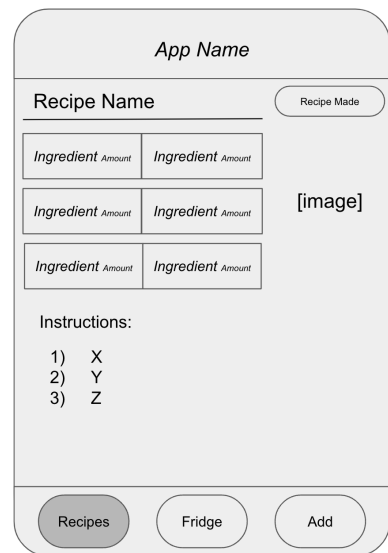 App Name
Recipe Name
Recipe Made
Ingredient Amount Ingredient Amount
Ingredient Amount Ingredient Amount
Ingredient Amount Ingredient Amount
[image]
Instructions:
1) X
2) Y
3) Z
Recipes Fridge Add